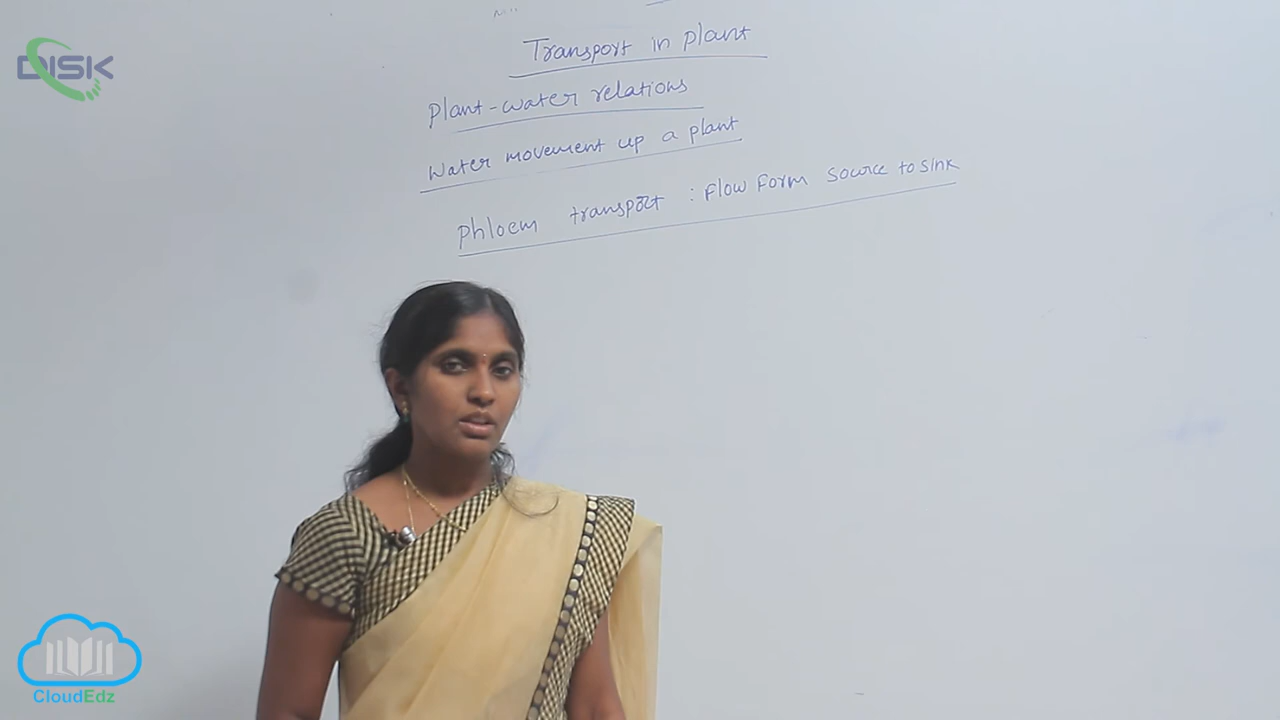 DISK
Transport in plant
Plant-water relations
Water movement up a plant
Phloem transport : Flow Form source to sink
CloudEdz